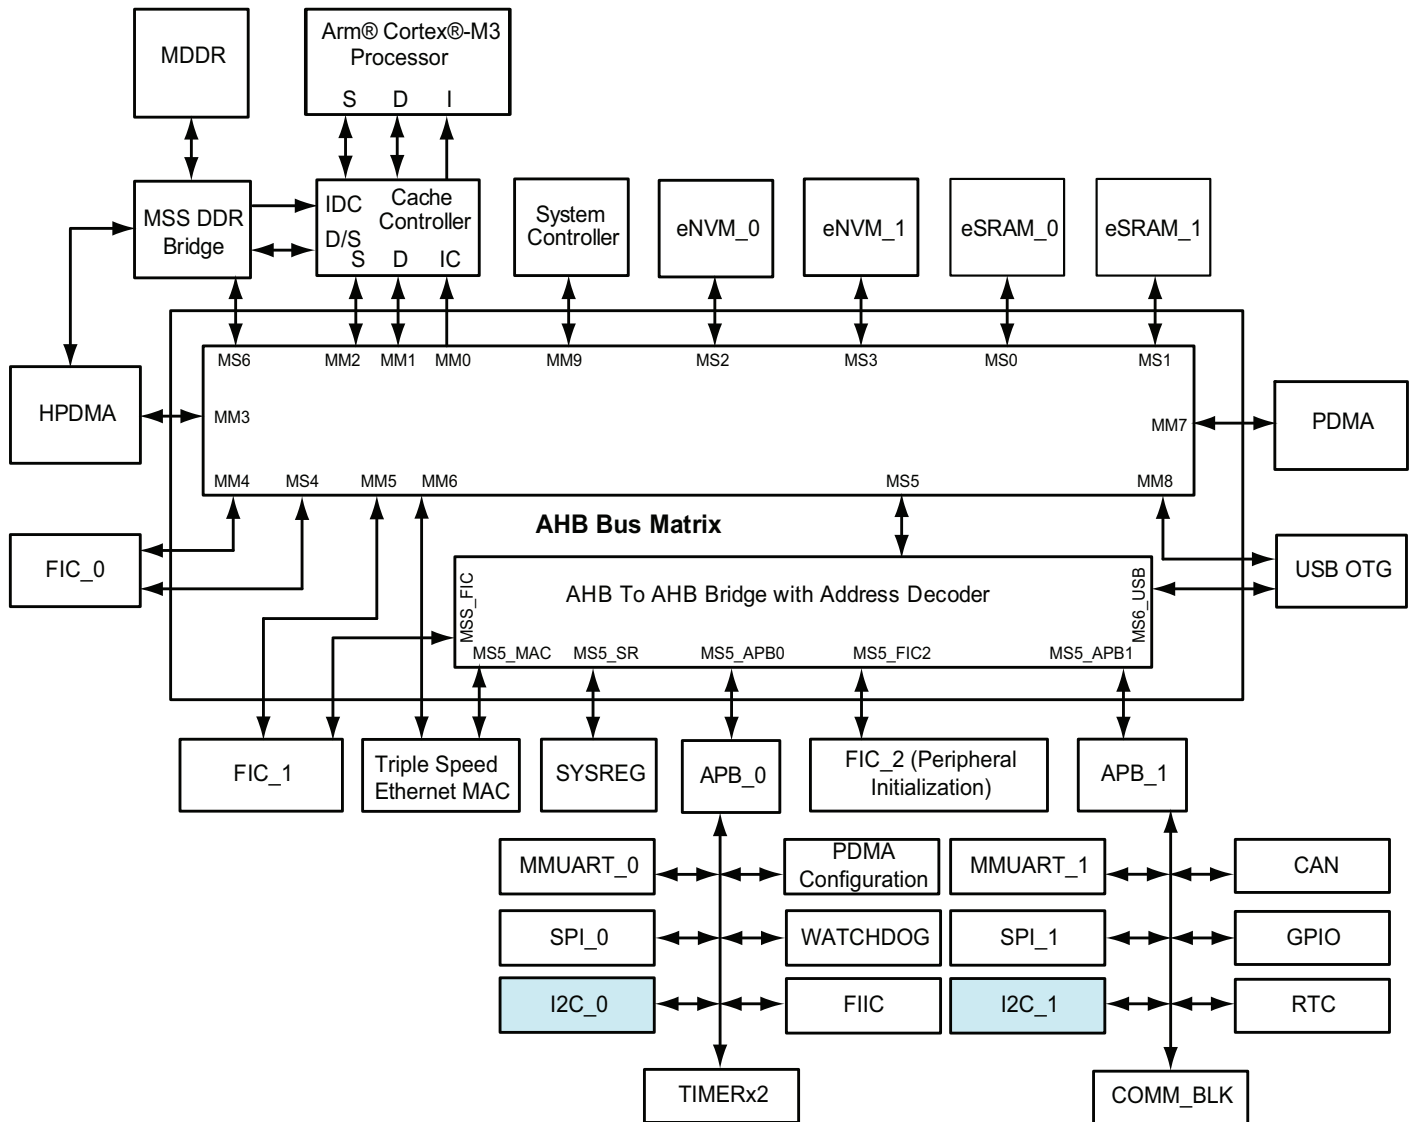 MDDR
Arm® Cortex®-M3
Processor
S D I
MSS DDR
Bridge
IDC
D/S
Cache
Controller
S D IC
System
Controller
eNVM_0
eNVM_1
eSRAM_0
eSRAM_1
MS6 MM2 MM1 MM0 MM9 MS2 MS3 MS0 MS1
HPDMA
MM3
MM7
PDMA
MM4 MS4 MM5 MM6 MS5 MM8
AHB Bus Matrix
FIC_0
USB OTG
MSS_FIC
AHB To AHB Bridge with Address Decoder
MS6_USB
MS5_MAC MS5_SR MS5_APB0 MS5_FIC2 MS5_APB1
FIC_1
Triple Speed
Ethernet MAC
SYSREG
APB_0
FIC_2 (Peripheral
Initialization)
APB_1
MMUART_0
PDMA
Configuration
MMUART_1
CAN
SPI_0
WATCHDOG
SPI_1
GPIO
I2C_0
FIIC
I2C_1
RTC
TIMERx2
COMM_BLK